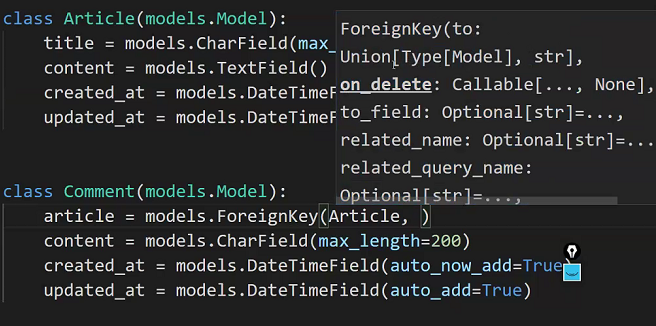 class Article(models.Model):
title = models.CharField(max_
content = models.TextField()
created_at = models.DateTimeF
updated_at = models.DateTimeF
ForeignKey(to:
Union[Type[Model], str],
on_delete: Callable[..., None],
to_field: Optional[str]=...,
related_name: Optional[str]=...
related_query_name:
Optional[str]=...,
class Comment(models.Model):
article = models.ForeignKey(Article, )
content = models.CharField(max_length=200)
created_at = models.DateTimeField(auto_now_add=True
updated_at = models.DateTimeField(auto_add=True)